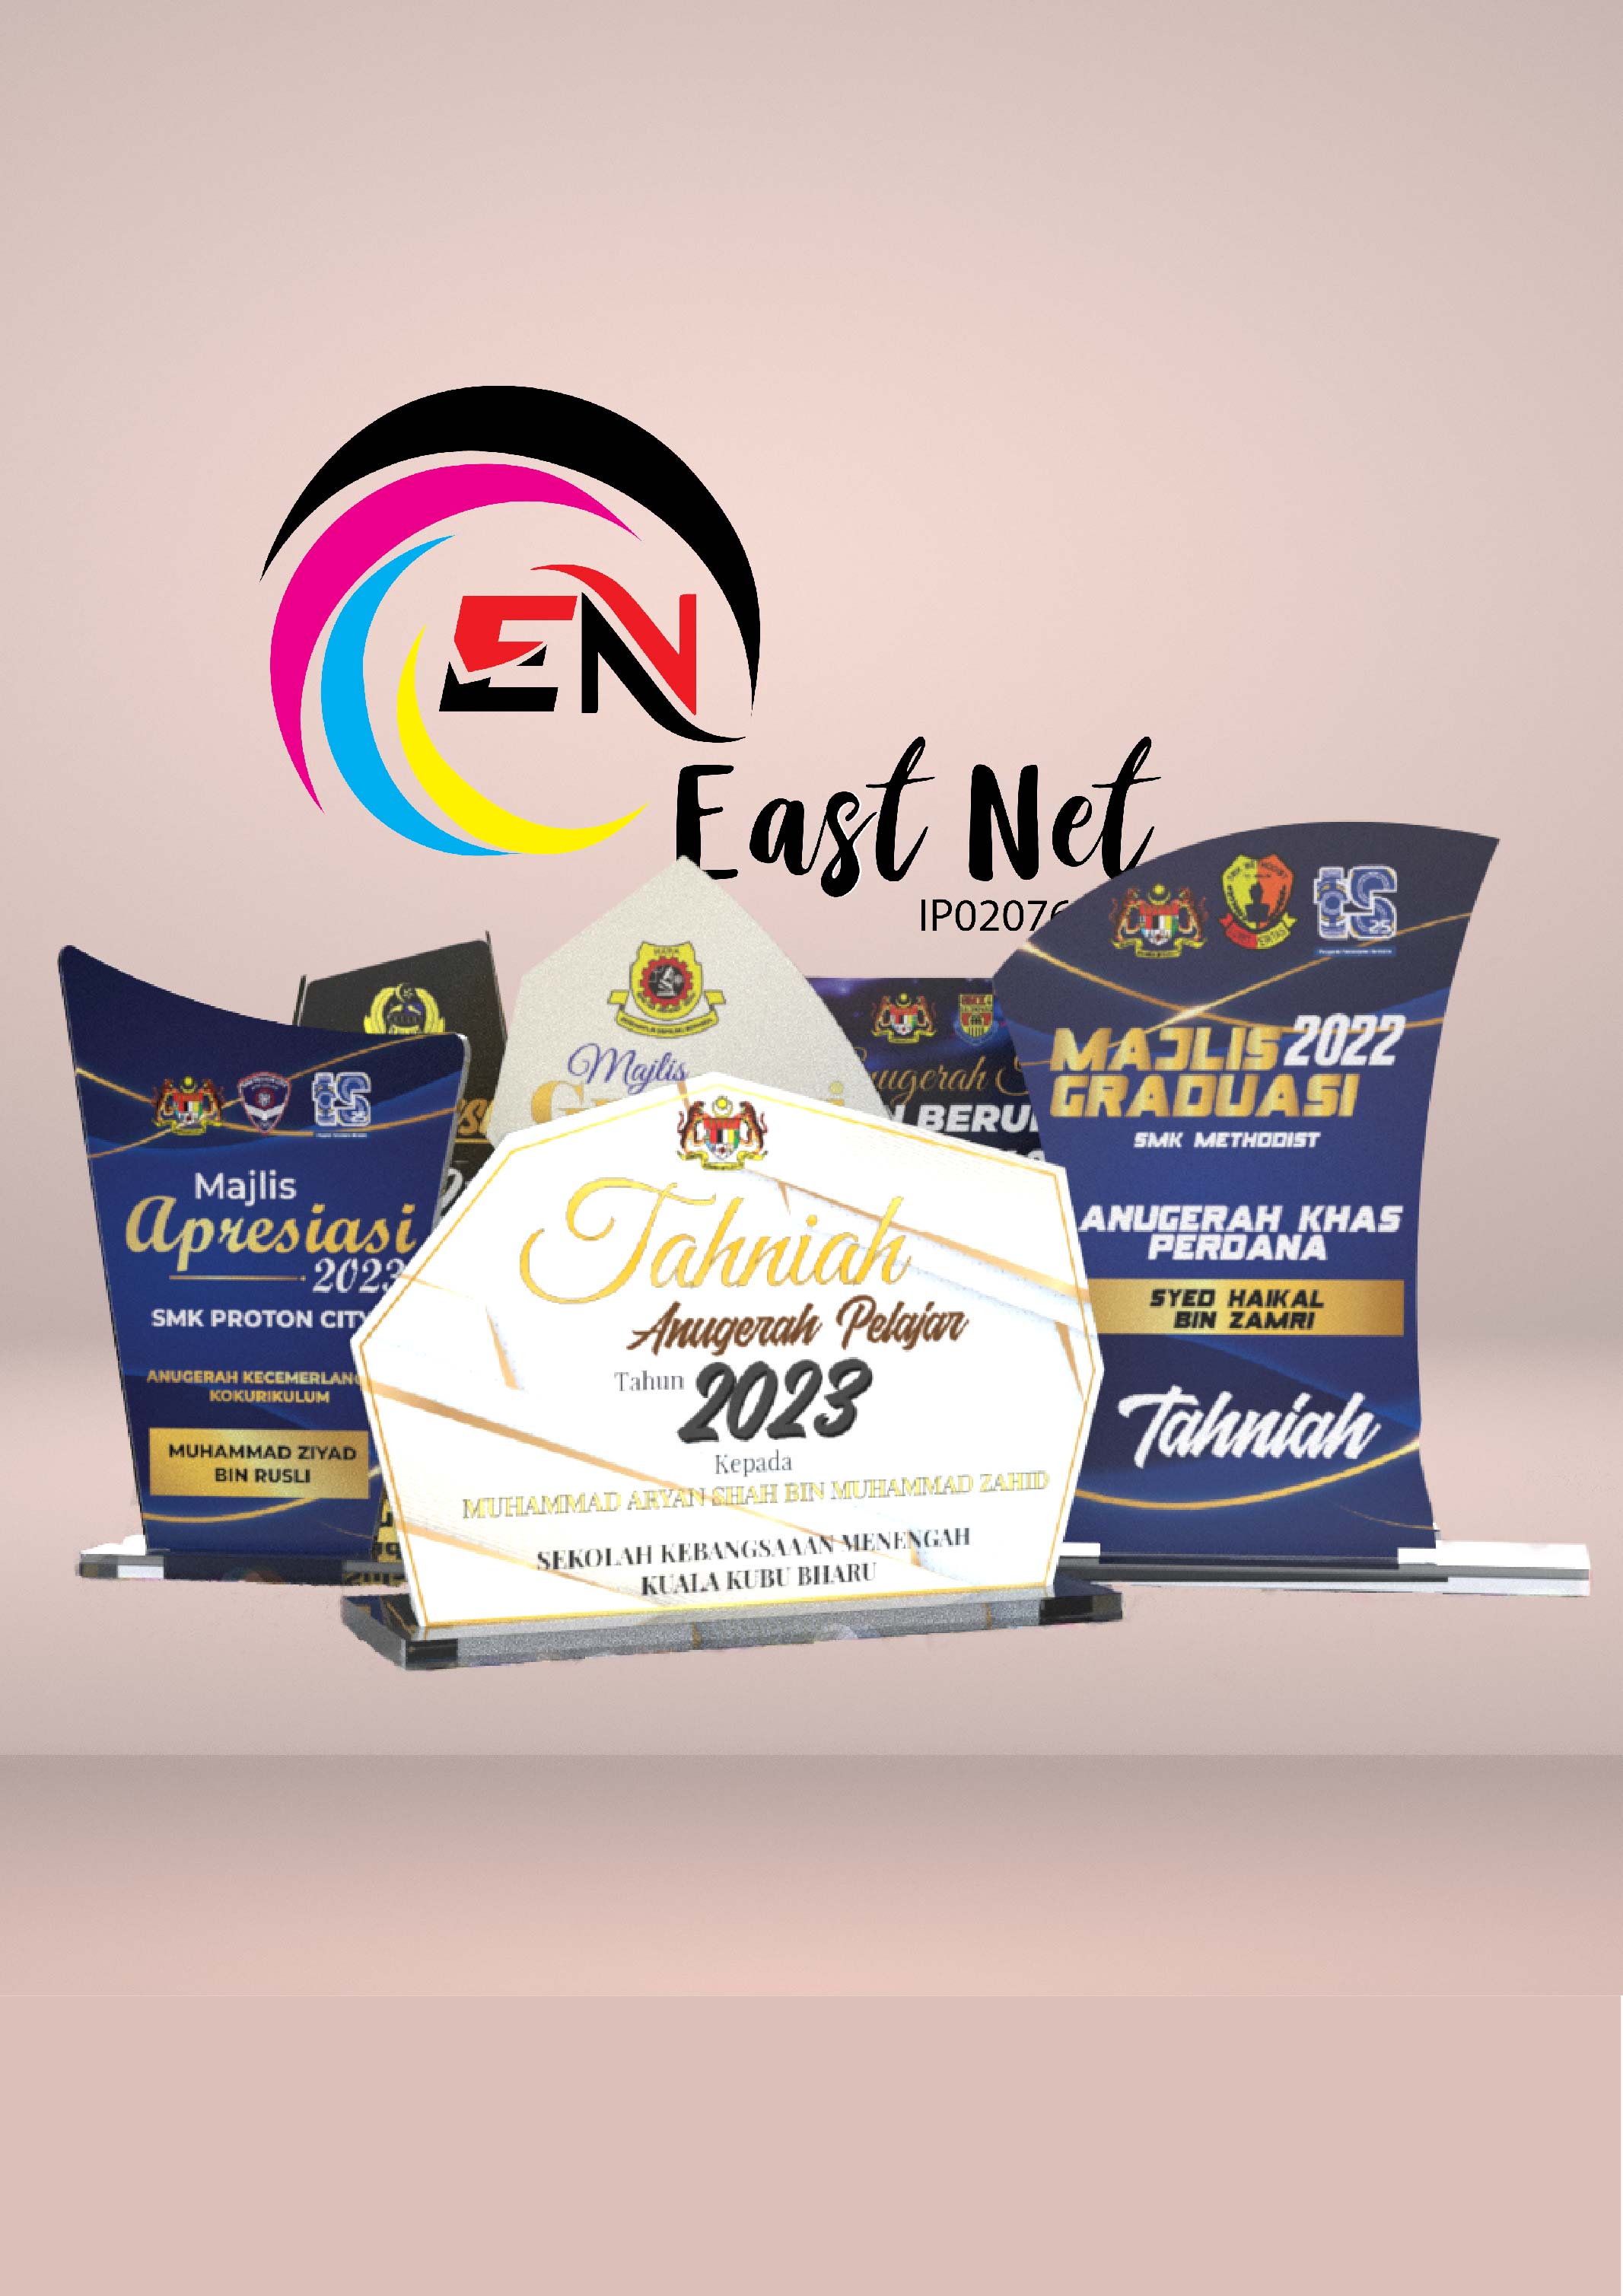 EN
East Net
IP02076
Majlis
Apresiasi
2023
SMK PROTON CITY
ANUGERAH KECEMERLANG
KOKURIKULUM
MUHAMMAD ZIYAD
BIN RUSLI
Majlis
BERU
Tahniah
Anugerah Pelajar
Tahun 2023
Kepada
MUHAMMAD ARYAN SHAH BIN MUHAMMAD ZAHID
SEKOLAH KEBANGSAAAN MENENGAH
KUALA KUBU BHARU
MAJLIS 2022
GRADUASI
SMK METHODIST
ANUGERAH KHAS
PERDANA
SYED HAIKAL
BIN ZAMRI
Tahniah